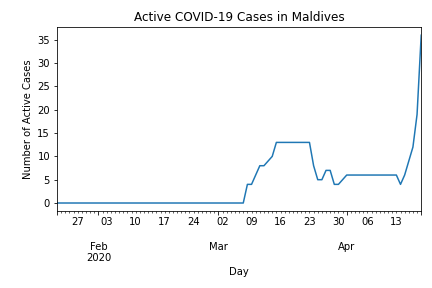 Active COVID-19 Cases in Maldives
Number of Active Cases
35
30
25
20
15
10
5
0
27 03 10 17 24 02 09 16 23 30 06 13
Feb Mar Apr
2020
Day